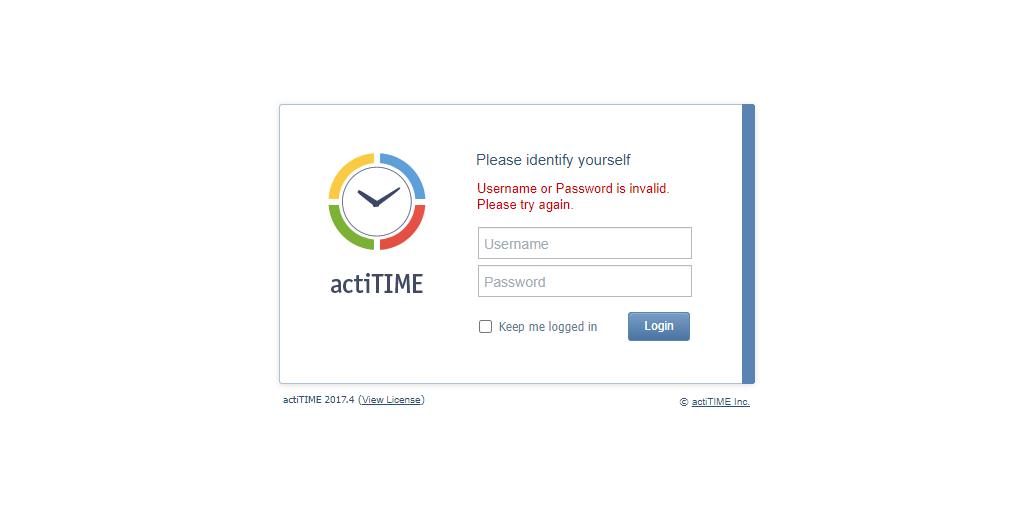 Please identify yourself
Username or Password is invalid.
Please try again.
Username
Password
actiTIME
Keep me logged in
Login
actiTIME 2017.4 (View License)
© actiTIME Inc.